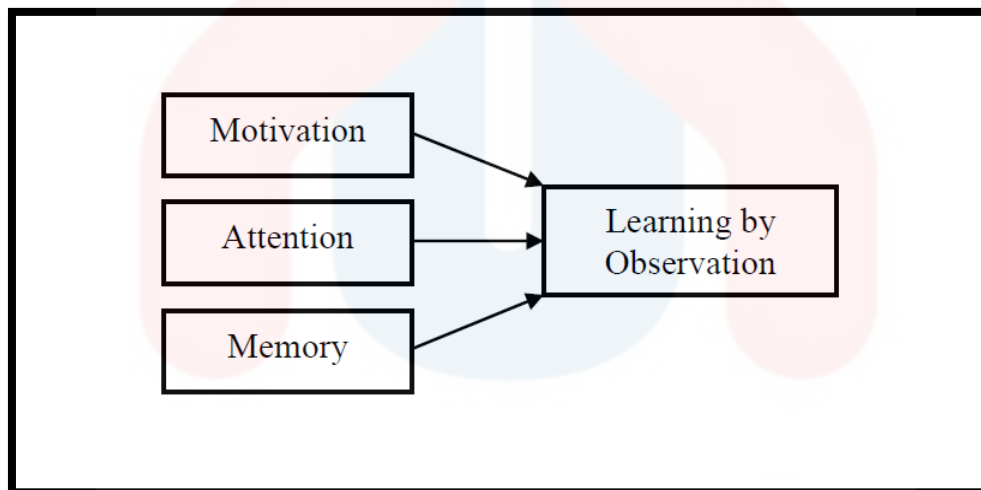 Motivation
Attention
Memory
Learning by
Observation